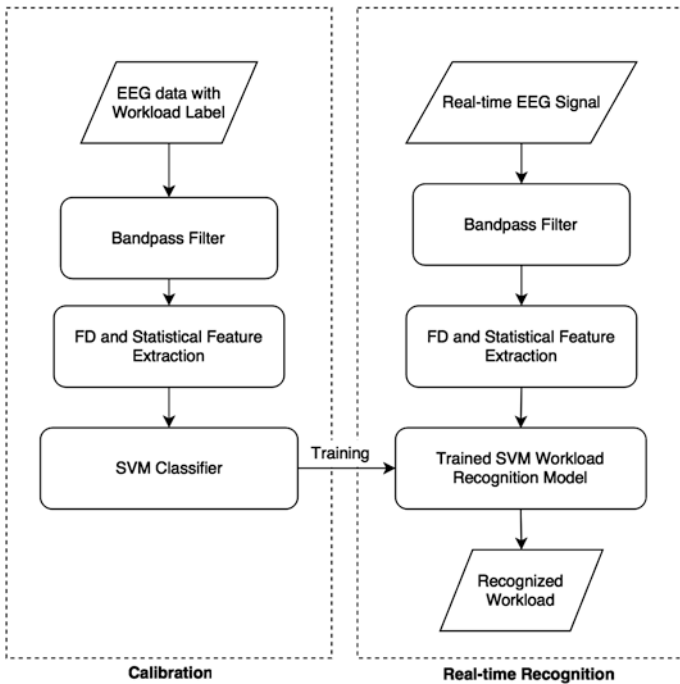 EEG data with
Workload Label
Bandpass Filter
FD and Statistical Feature
Extraction
SVM Classifier
Training
Calibration
Real-time EEG Signal
Bandpass Filter
FD and Statistical Feature
Extraction
Trained SVM Workload
Recognition Model
Recognized
Workload
Real-time Recognition